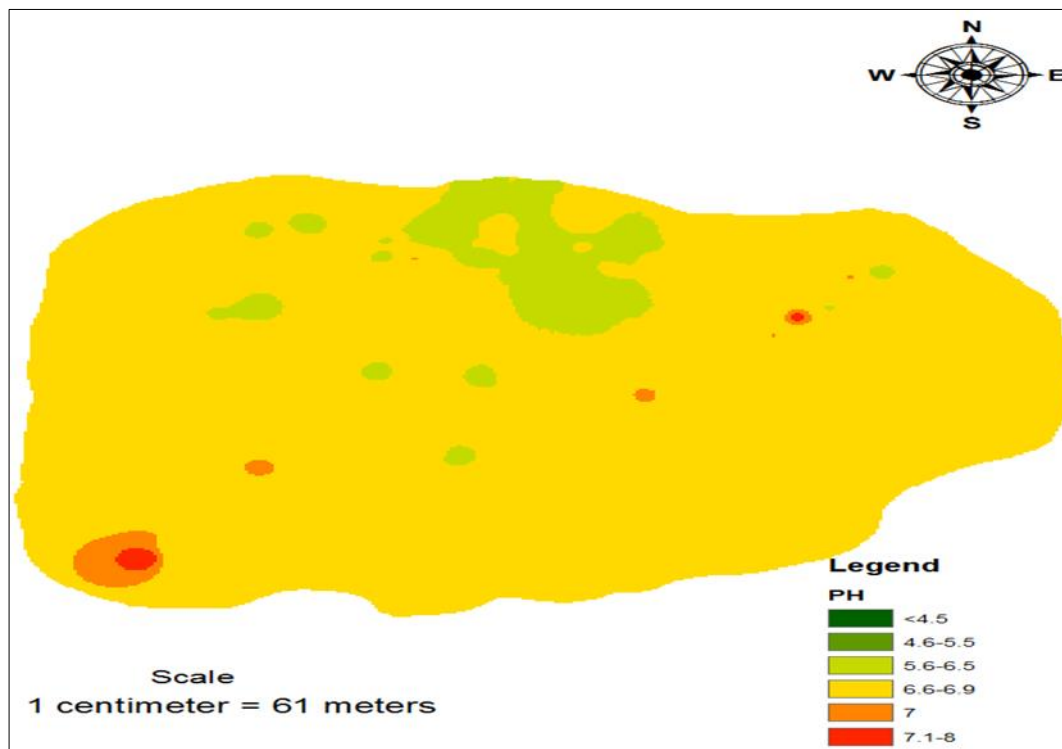 N
W E
S
Legend
PH
<4.5
4.6-5.5
5.6-6.5
6.6-6.9
7
7.1-8
Scale
1 centimeter = 61 meters